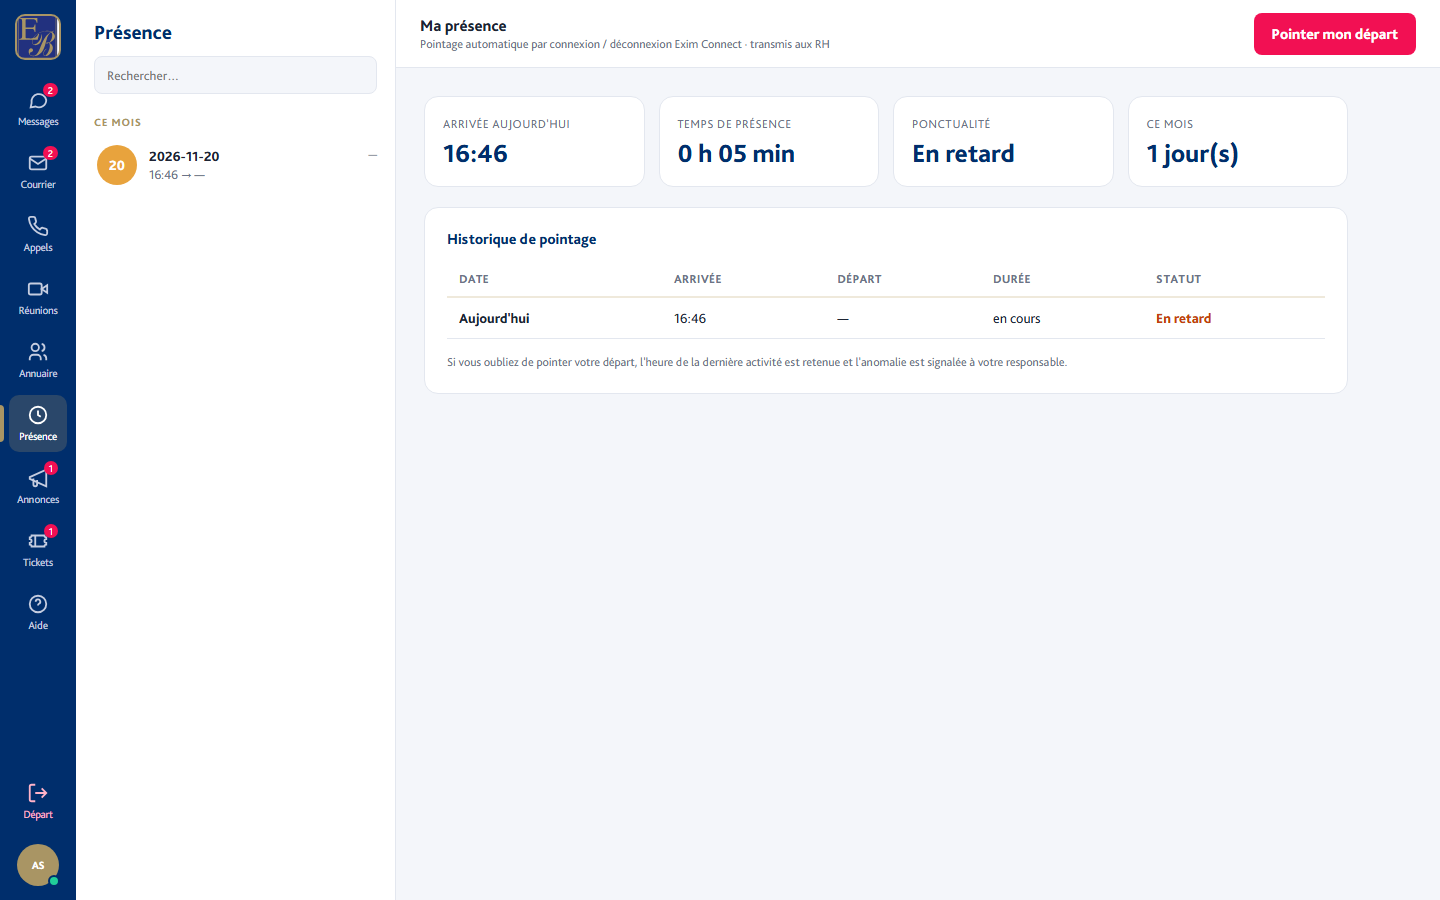 EB
2
Messages
2
Courrier
Appels
Réunions
Annuaire
Présence
1
Annonces
1
Tickets
Aide
Départ
AS
Présence
Rechercher...
CE MOIS
20
2026-11-20
—
16:46 → —
Ma présence
Pointage automatique par connexion / déconnexion Exim Connect · transmis aux RH
Pointer mon départ
ARRIVÉE AUJOURD'HUI
16:46
TEMPS DE PRÉSENCE
0 h 05 min
PONCTUALITÉ
En retard
CE MOIS
1 jour(s)
Historique de pointage
DATE ARRIVÉE DÉPART DURÉE STATUT
Aujourd'hui 16:46 — en cours En retard
Si vous oubliez de pointer votre départ, l'heure de la dernière activité est retenue et l'anomalie est signalée à votre responsable.